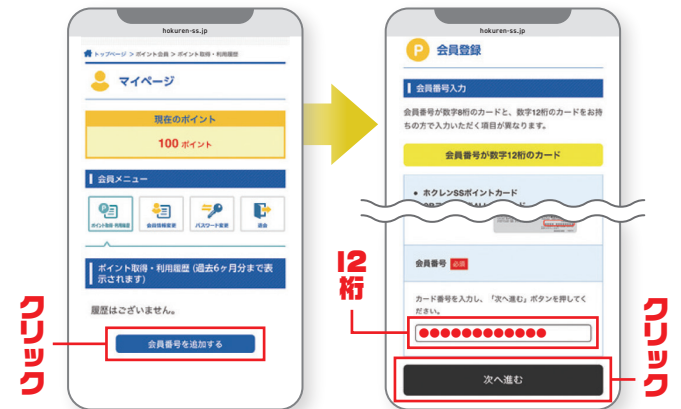 hokuren-ss.jp
トップページ > ポイント会員 > ポイント取得・利用履歴
マイページ
現在のポイント
100 ポイント
会員メニュー
ポイント取得・利用履歴
会員情報変更
パスワード変更
退会
ポイント取得・利用履歴 (過去6ヶ月分まで表
示されます)
履歴はございません。
会員番号を追加する
クリック
hokuren-ss.jp
P 会員登録
会員番号入力
会員番号が数字8桁のカードと、数字12桁のカードをお持
ちの方で入力いただく項目が異なります。
会員番号が数字12桁のカード
• ホクレンSSポイントカード
会員番号 必須
12
桁
カード番号を入力し、「次へ進む」ボタンを押してく
ださい。
●●●●●●●●●●●●
次へ進む
クリック